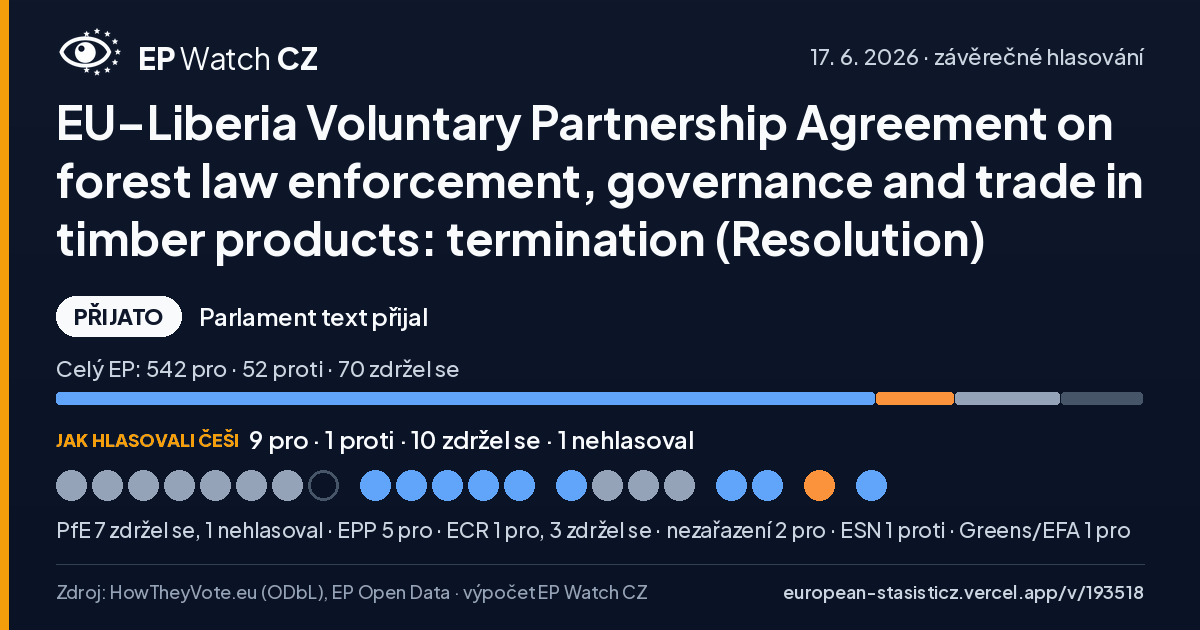 EP Watch CZ
17. 6. 2026 · závěrečné hlasování
EU–Liberia Voluntary Partnership Agreement on
forest law enforcement, governance and trade in
timber products: termination (Resolution)
PŘIJATO Parlament text přijal
Celý EP: 542 pro · 52 proti · 70 zdržel se
JAK HLASOVALI ČEŠI 9 pro · 1 proti · 10 zdržel se · 1 nehlasoval
PfE 7 zdržel se, 1 nehlasoval · EPP 5 pro · ECR 1 pro, 3 zdržel se · nezařazení 2 pro · ESN 1 proti · Greens/EFA 1 pro
Zdroj: HowTheyVote.eu (ODbL), EP Open Data · výpočet EP Watch CZ
european-stasisticz.vercel.app/v/193518